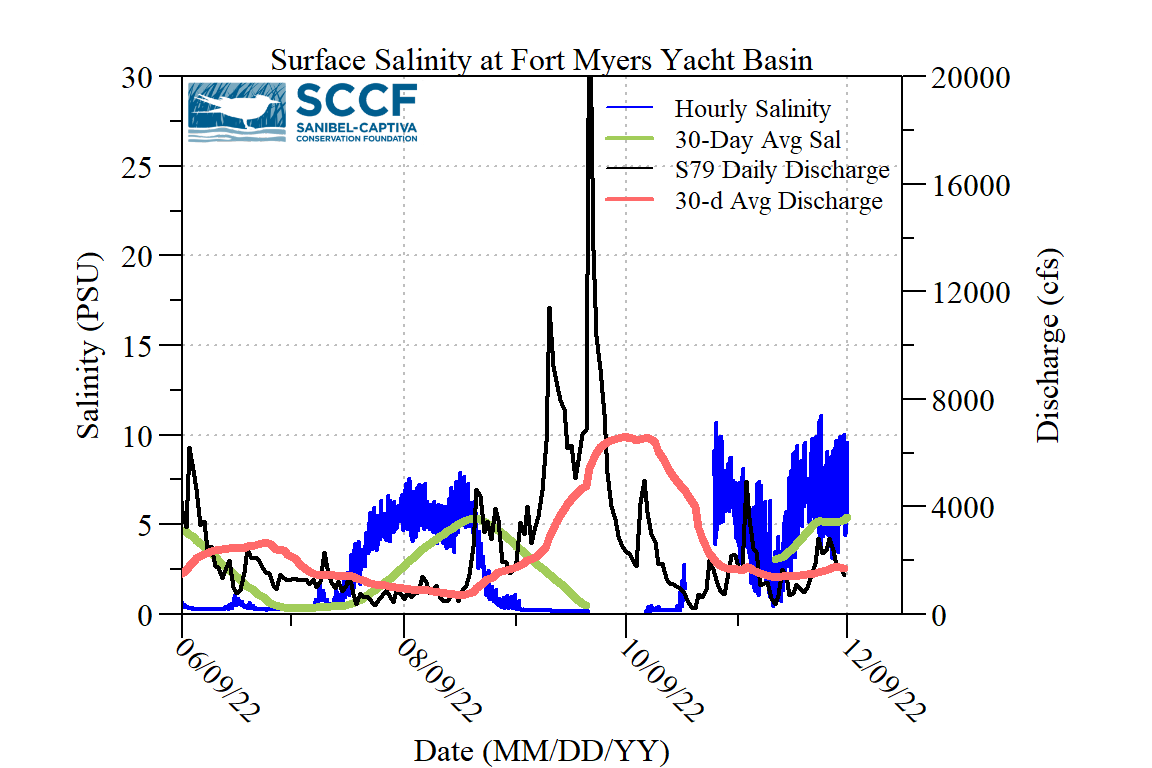 Surface Salinity at Fort Myers Yacht Basin
SCCF
SANIBEL-CAPTIVA
CONSERVATION FOUNDATION
Hourly Salinity
30-Day Avg Sal
S79 Daily Discharge
30-d Avg Discharge
Salinity (PSU)
30
25
20
15
10
5
0
20000
16000
12000
8000
4000
0
Discharge (cfs)
06/09/22
08/09/22
10/09/22
12/09/22
Date (MM/DD/YY)